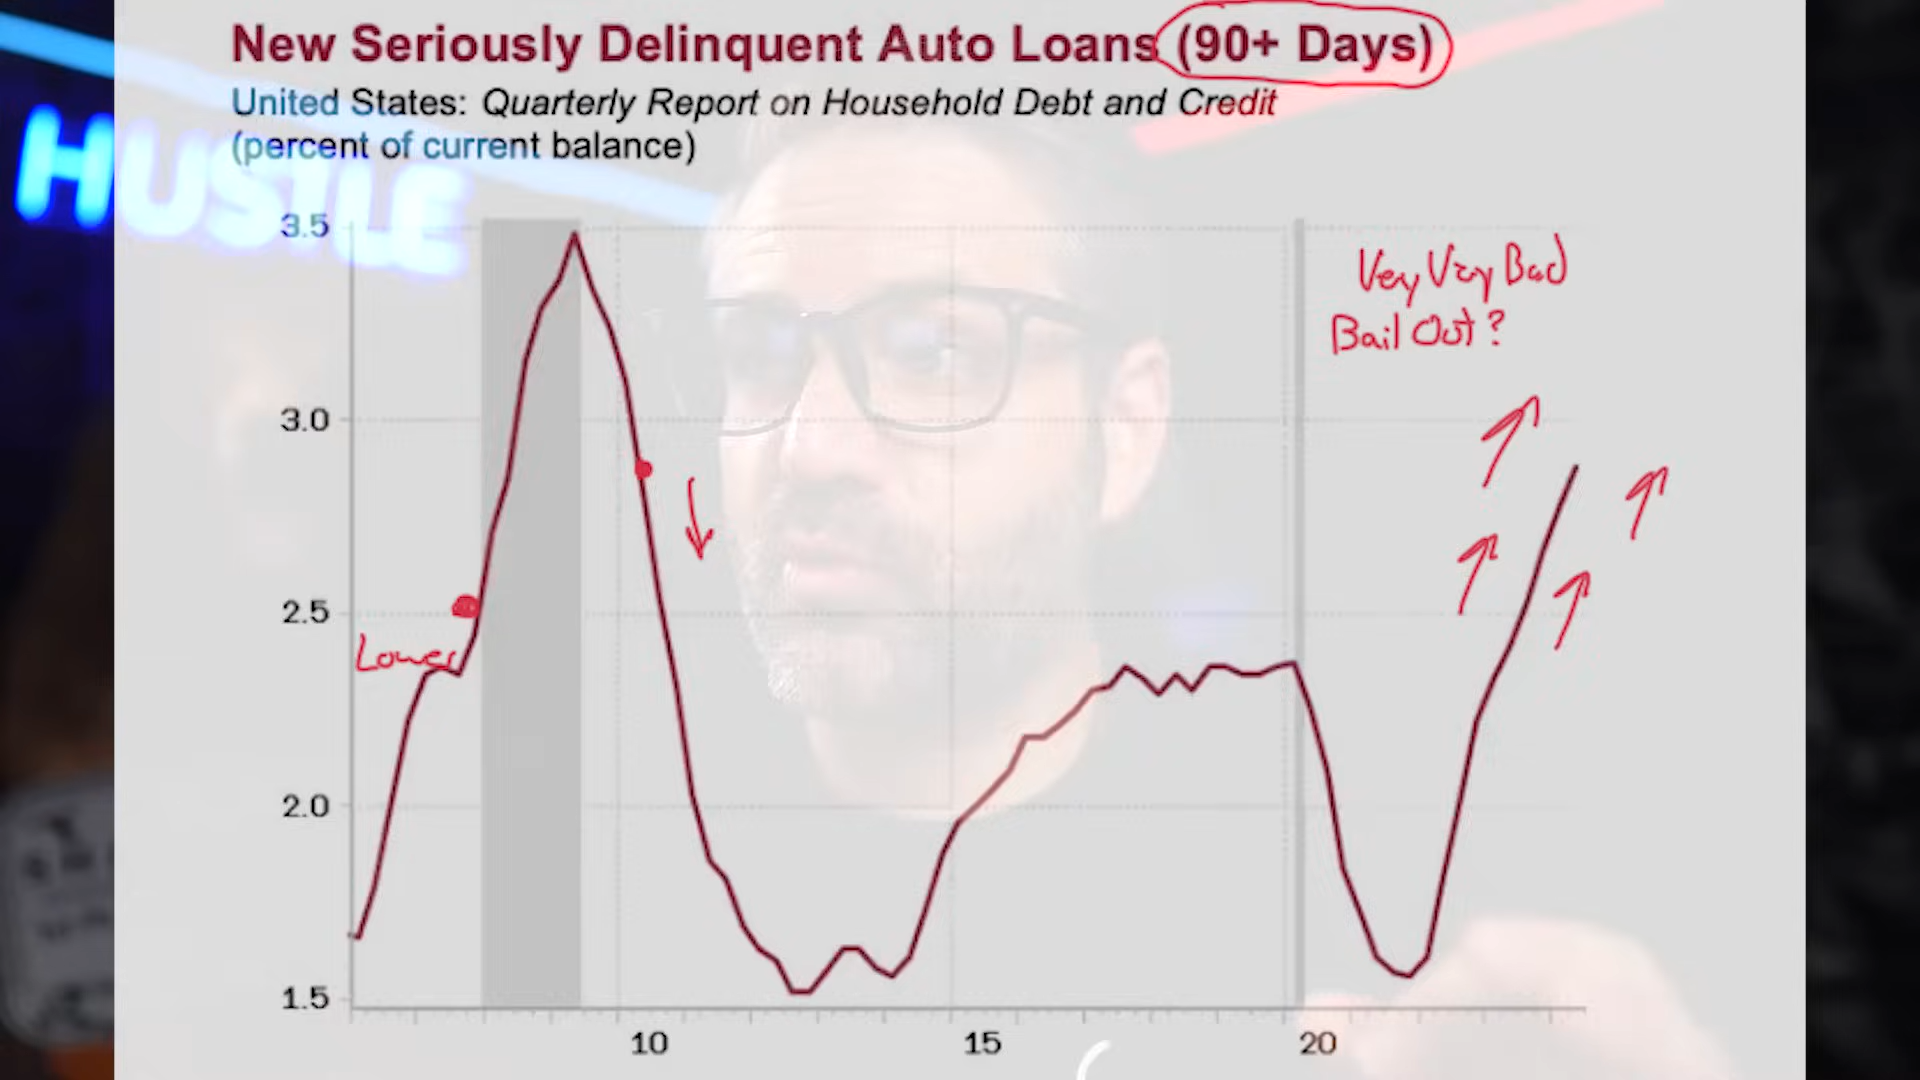 New Seriously Delinquent Auto Loans (90+ Days)
United States: Quarterly Report on Household Debt and Credit
(percent of current balance)
HUSTLE
3.5
Very Very Bad
Bail Out?
3.0
2.5
Lower
2.0
1.5
10
15
20